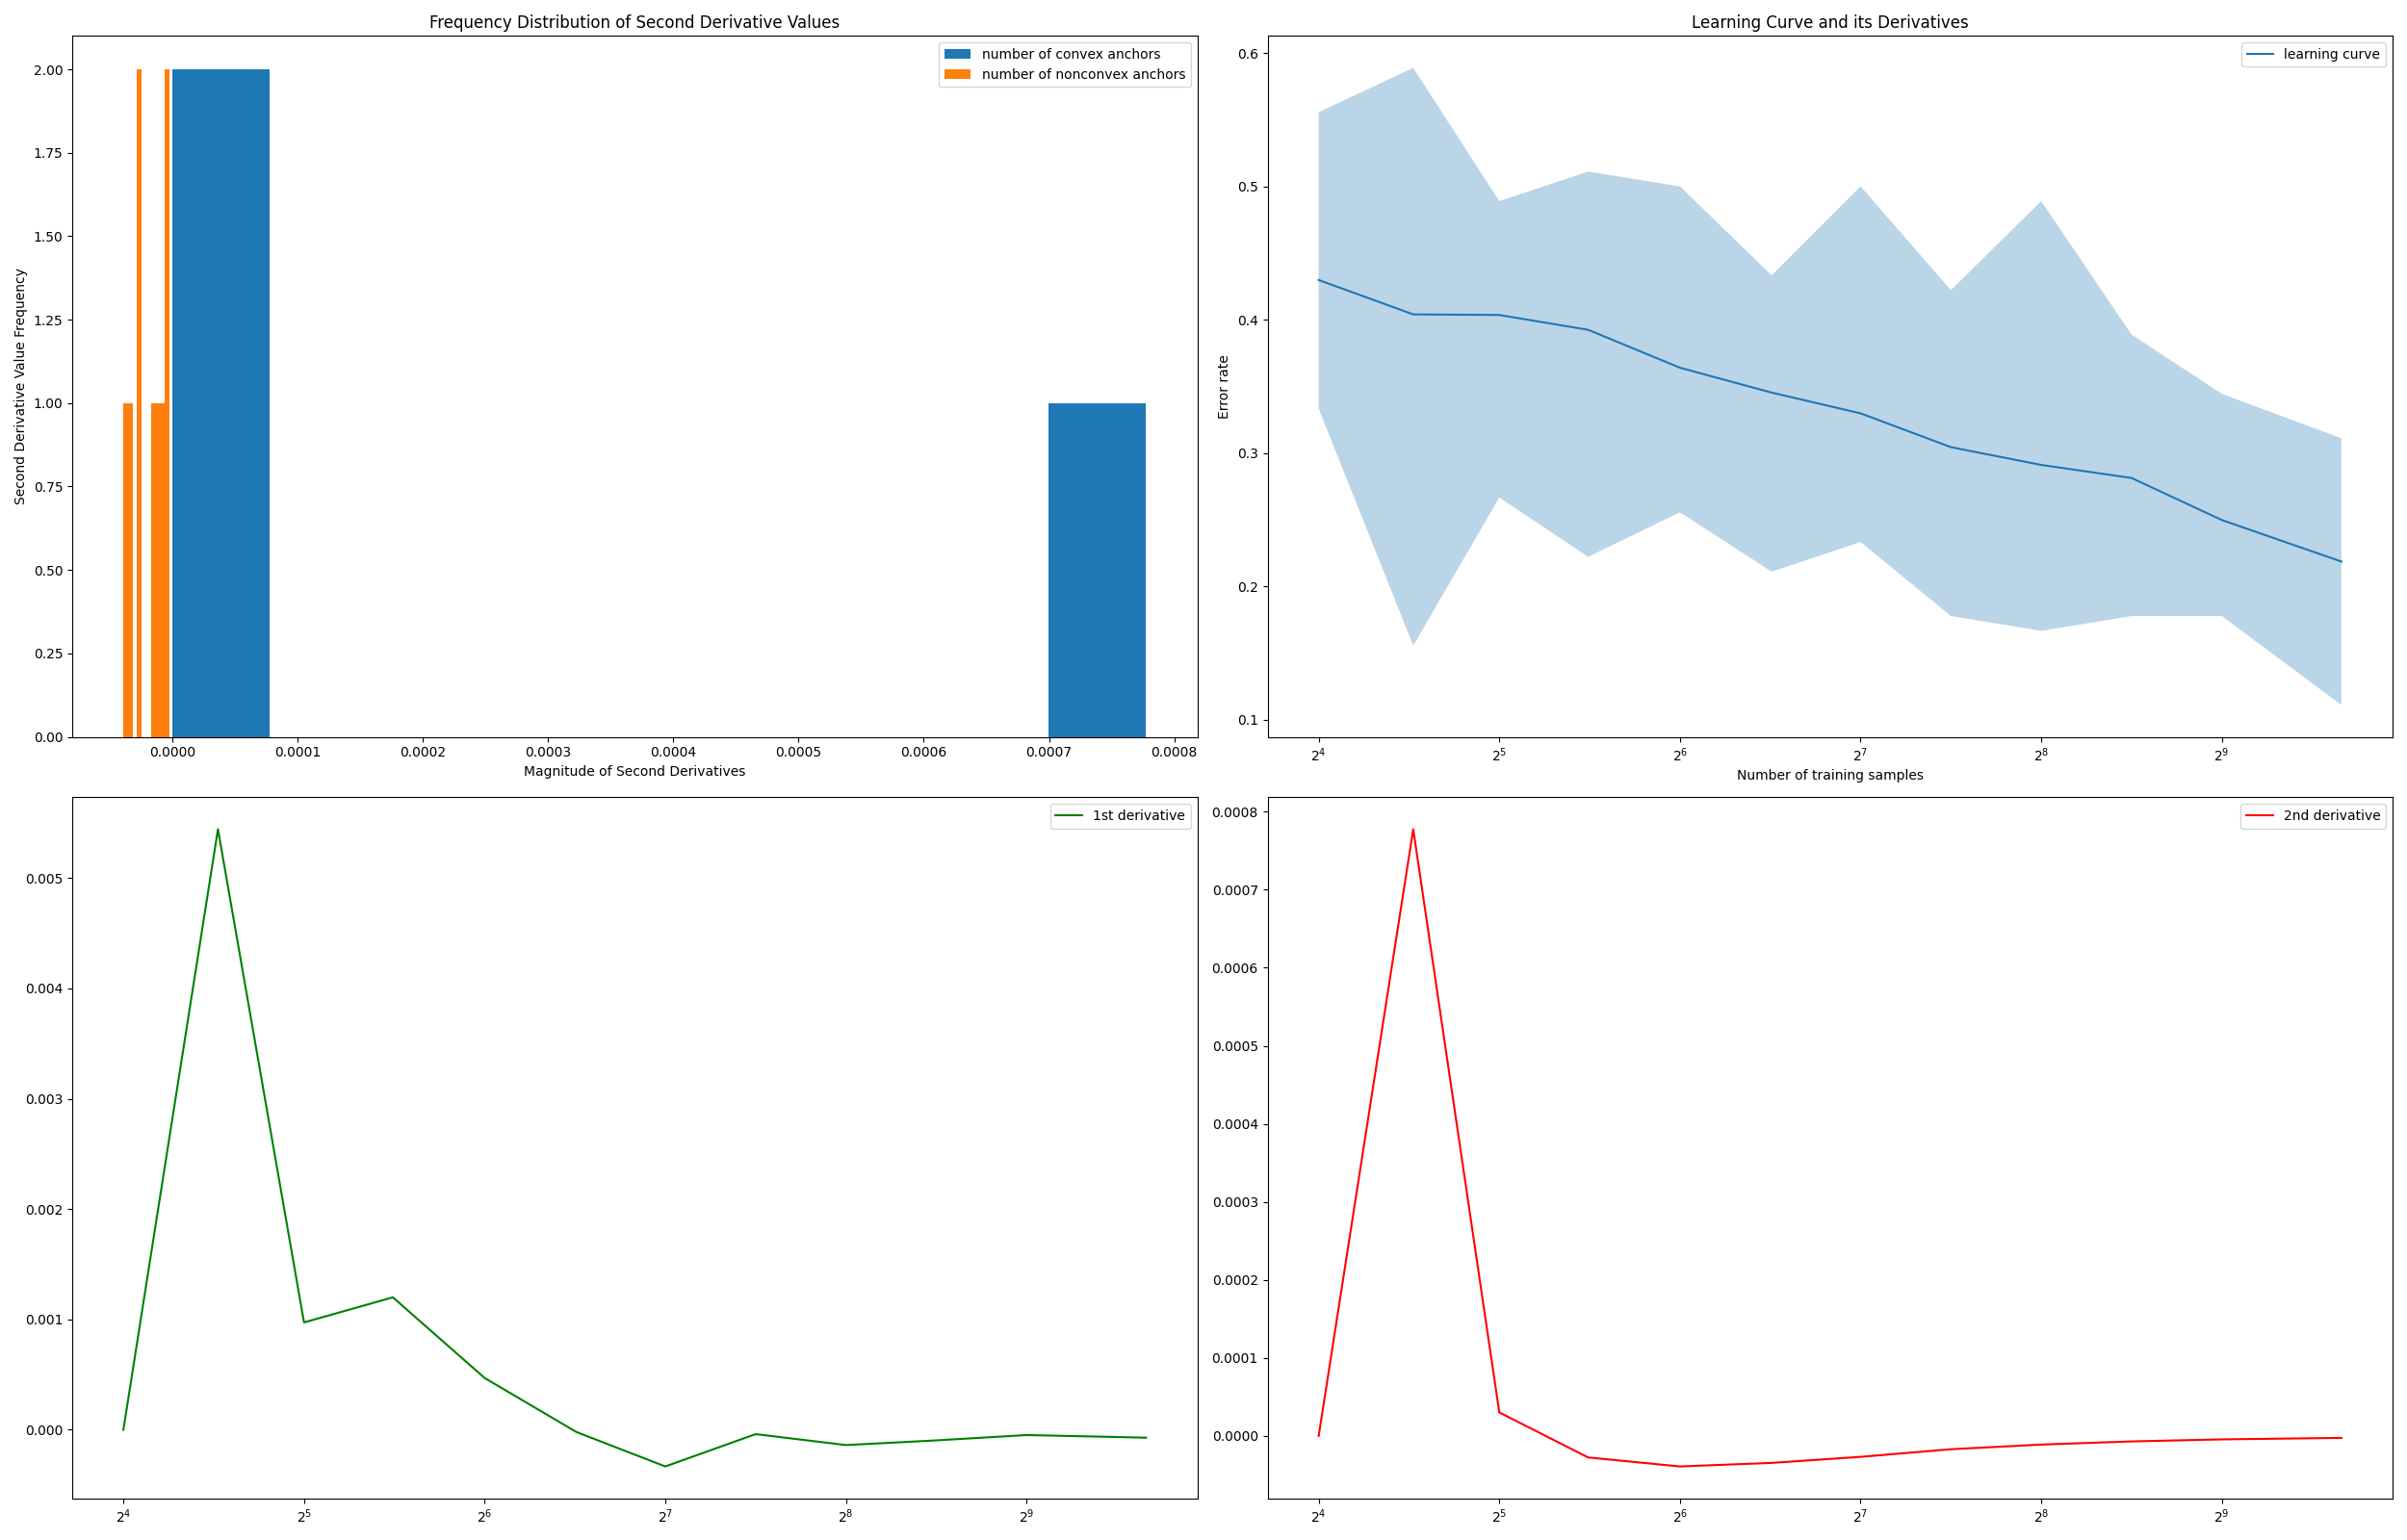 Frequency Distribution of Second Derivative Values
number of convex anchors
number of nonconvex anchors
2.00
1.75
1.50
1.25
1.00
0.75
0.50
0.25
0.00
Second Derivative Value Frequency
0.0000 0.0001 0.0002 0.0003 0.0004 0.0005 0.0006 0.0007 0.0008
Magnitude of Second Derivatives
Learning Curve and its Derivatives
learning curve
0.6
0.5
0.4
0.3
0.2
0.1
Error rate
2⁴ 2⁵ 2⁶ 2⁷ 2⁸ 2⁹
Number of training samples
1st derivative
0.005
0.004
0.003
0.002
0.001
0.000
2⁴ 2⁵ 2⁶ 2⁷ 2⁸ 2⁹
2nd derivative
0.0008
0.0007
0.0006
0.0005
0.0004
0.0003
0.0002
0.0001
0.0000
2⁴ 2⁵ 2⁶ 2⁷ 2⁸ 2⁹